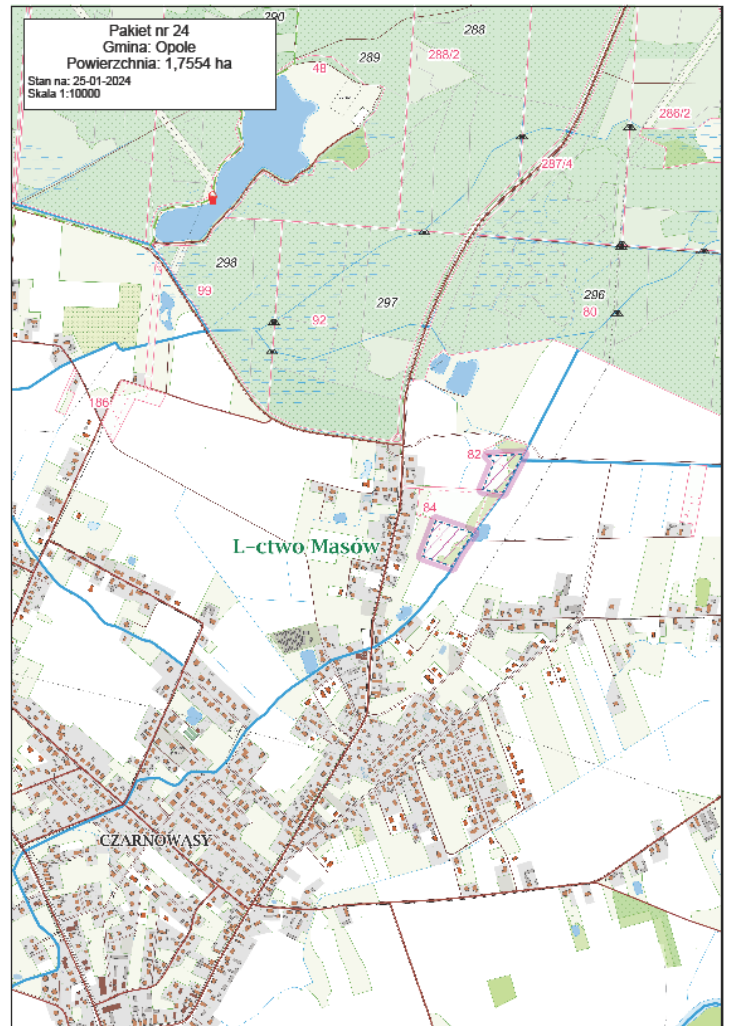 Pakiet nr 24
Gmina: Opole
Powierzchnia: 1,7554 ha
Stan na: 25-01-2024
Skala 1:10000
290
288
289
288/2
48
286/2
287/4
298
99
297
92
296
80
186
82
84
L-ctwo Masów
CZARNOWĄSY